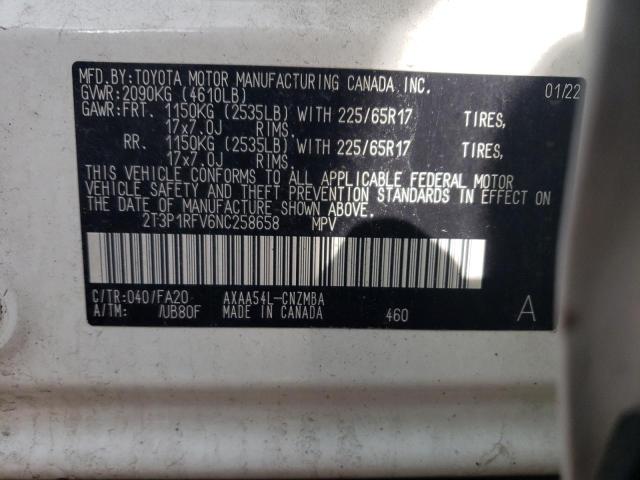 MFD.BY:TOYOTA MOTOR MANUFACTURING CANADA INC. 01/22
GVWR:2090KG (4610LB)
GAWR:FRT. 1150KG (2535LB) WITH 225/65R17 TIRES,
17x7.0J RIMS.
RR. 1150KG (2535LB) WITH 225/65R17 TIRES,
17x7.0J RIMS.
THIS VEHICLE CONFORMS TO ALL APPLICABLE FEDERAL MOTOR
VEHICLE SAFETY AND THEFT PREVENTION STANDARDS IN EFFECT ON
THE DATE OF MANUFACTURE SHOWN ABOVE.
2T3P1RFV6NC258658 MPV
C/TR:040/FA20 AXAA54L-CNZMBA
A/TM: /UB80F MADE IN CANADA 460 A